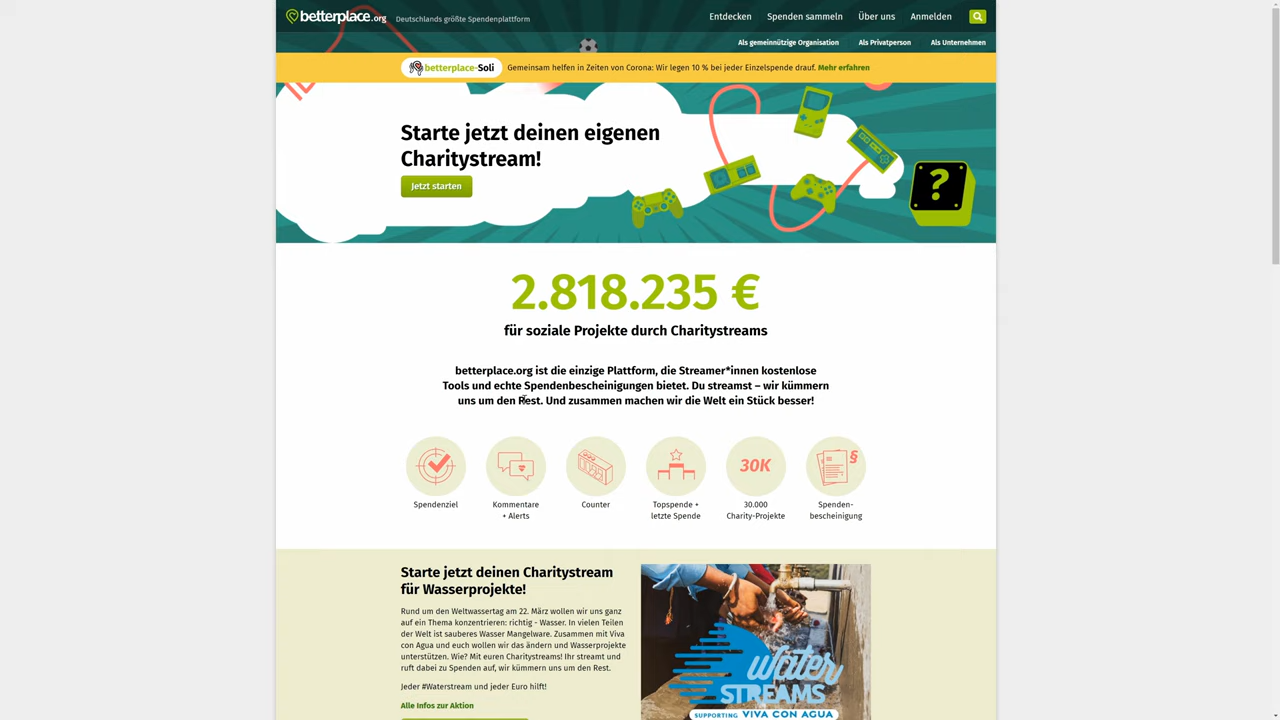 betterplace.org
Deutschlands größte Spendenplattform
Entdecken
Spenden sammeln
Über uns
Anmelden
Als gemeinnützige Organisation
Als Privatperson
Als Unternehmen
betterplace-Soli
Gemeinsam helfen in Zeiten von Corona: Wir legen 10 % bei jeder Einzelspende drauf. Mehr erfahren
Starte jetzt deinen eigenen
Charitystream!
Jetzt starten
?
2.818.235 €
für soziale Projekte durch Charitystreams
betterplace.org ist die einzige Plattform, die Streamer*innen kostenlose
Tools und echte Spendenbescheinigungen bietet. Du streamst – wir kümmern
uns um den Rest. Und zusammen machen wir die Welt ein Stück besser!
30K
§
Spendenziel
Kommentare
+ Alerts
Counter
Topspende +
letzte Spende
30.000
Charity-Projekte
Spenden-
bescheinigung
Starte jetzt deinen Charitystream
für Wasserprojekte!
Rund um den Weltwassertag am 22. März wollen wir uns ganz
auf ein Thema konzentrieren: richtig - Wasser. In vielen Teilen
der Welt ist sauberes Wasser Mangelware. Zusammen mit Viva
con Agua und euch wollen wir das ändern und Wasserprojekte
unterstützen. Wie? Mit euren Charitystreams! Ihr streamt und
ruft dabei zu Spenden auf, wir kümmern uns um den Rest.
Jeder #Waterstream und jeder Euro hilft!
Alle Infos zur Aktion
water
STREAMS
SUPPORTING VIVA CON AGUA